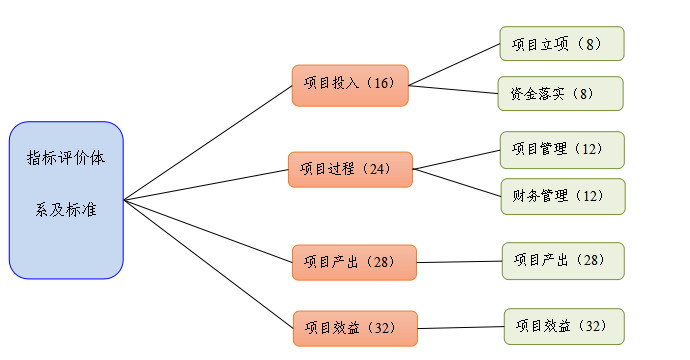 指标评价体
系及标准
项目投入（16）
项目立项（8）
资金落实（8）
项目过程（24）
项目管理（12）
财务管理（12）
项目产出（28）
项目产出（28）
项目效益（32）
项目效益（32）